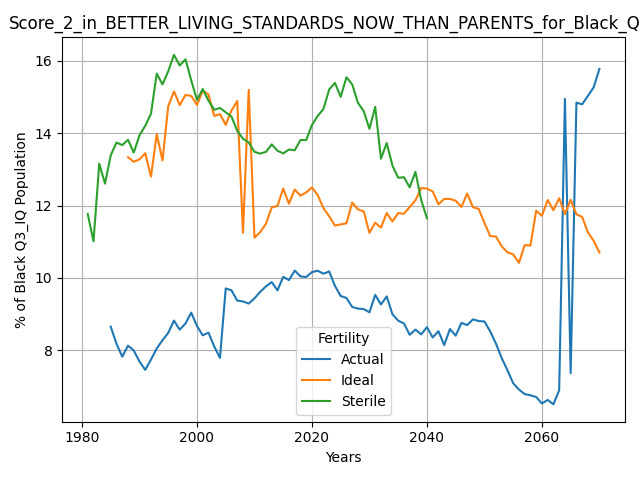 Score_2_in_BETTER_LIVING_STANDARDS_NOW_THAN_PARENTS_for_Black_Q
% of Black Q3_IQ Population
16
14
12
10
8
Fertility
Actual
Ideal
Sterile
1980 2000 2020 2040 2060
Years